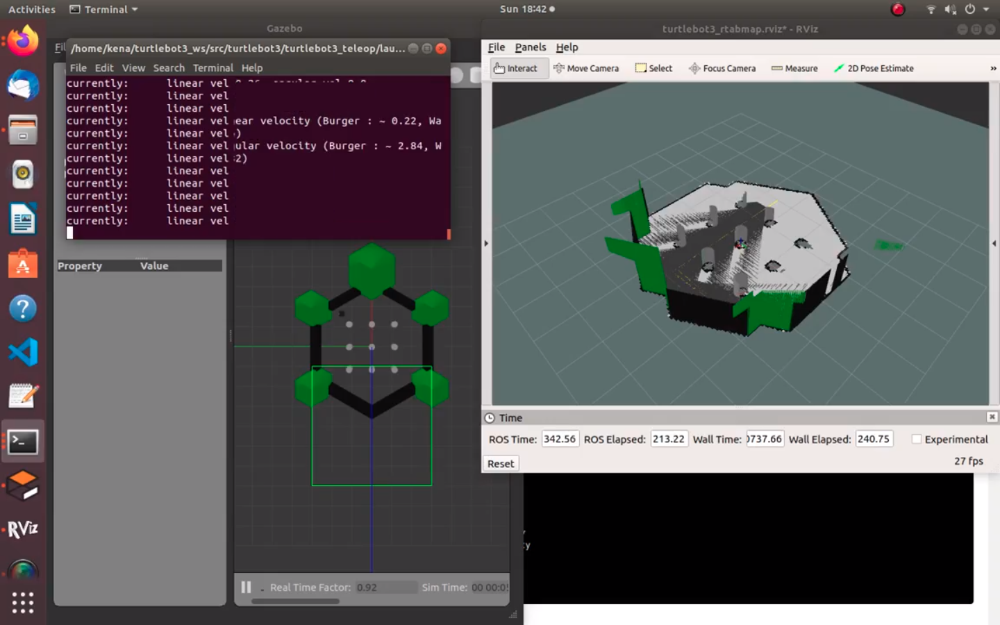 Activities
Terminal
Sun 18:42
Gazebo
turtlebot3_rtabmap.rviz* - RViz
/home/kena/turtlebot3_ws/src/turtlebot3/turtlebot3_teleop/lau...
File Edit View Search Terminal Help
currently: linear vel
currently: linear vel
currently: linear vel
currently: linear vel ear velocity (Burger : ~ 0.22, Wa
currently: linear vel )
currently: linear vel ular velocity (Burger : ~ 2.84, W
currently: linear vel 2)
currently: linear vel
currently: linear vel
currently: linear vel
currently: linear vel
currently: linear vel
Property Value
Real Time Factor: 0.92 Sim Time: 00 00:0
File Panels Help
Interact Move Camera Select Focus Camera Measure 2D Pose Estimate »
Time
ROS Time: 342.56 ROS Elapsed: 213.22 Wall Time: 0737.66 Wall Elapsed: 240.75 Experimental
Reset 27 fps
RViz